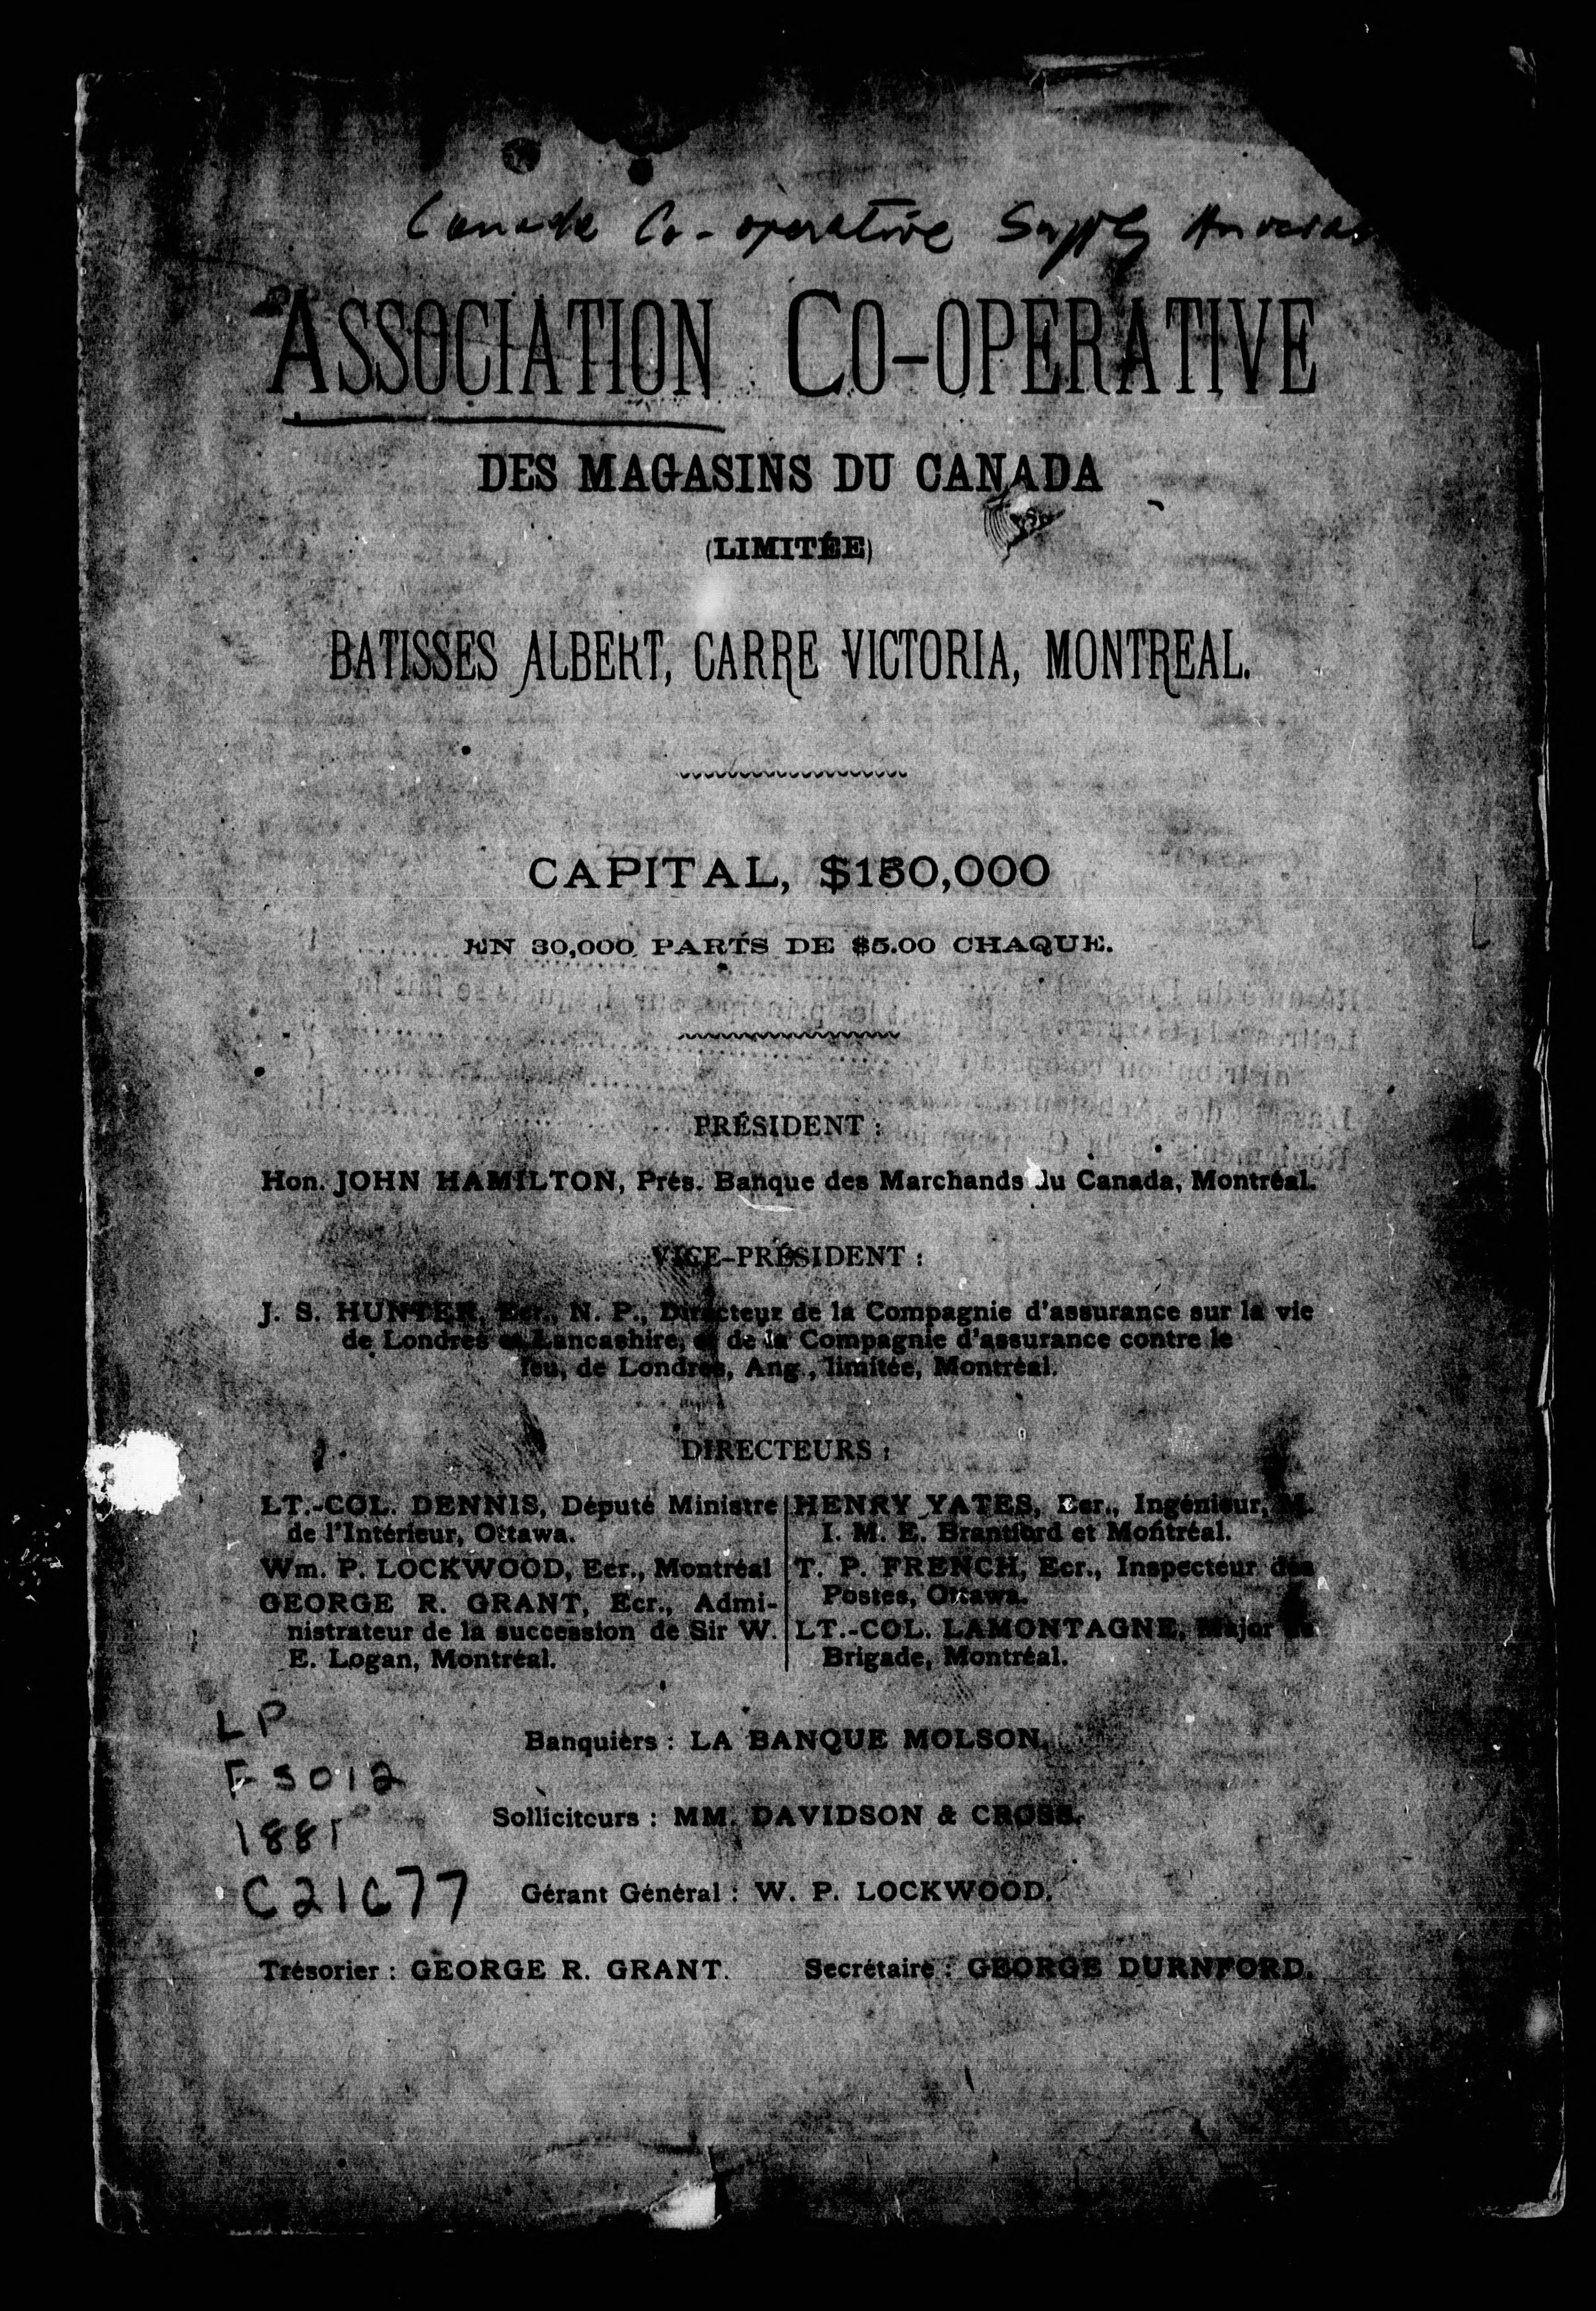 Canada Co-operative Supply
ASSOCIATION CO-OPERATIVE
DES MAGASINS DU CANADA
(LIMITÉE)
BATISSES ALBERT, CARRE VICTORIA, MONTREAL.
CAPITAL, $150,000
EN 30,000 PARTS DE $5.00 CHAQUE.
PRÉSIDENT :
Hon. JOHN HAMILTON, Prés. Banque des Marchands du Canada, Montréal.
VICE-PRÉSIDENT :
J. S. HUNTER, Ecr., N. P., Directeur de la Compagnie d'assurance sur la vie
de Londres et Lancashire, et de la Compagnie d'assurance contre le
feu, de Londres, Ang., limitée, Montréal.
DIRECTEURS :
LT.-COL. DENNIS, Député Ministre
de l'Intérieur, Ottawa.
Wm. P. LOCKWOOD, Ecr., Montréal
GEORGE R. GRANT, Ecr., Admi-
nistrateur de la succession de Sir W.
E. Logan, Montréal.
HENRY YATES, Ecr., Ingénieur, M.
I. M. E. Brantford et Montréal.
T. P. FRENCH, Ecr., Inspecteur des
Postes, Ottawa.
LT.-COL. LAMONTAGNE, Major de
Brigade, Montréal.
LP
F5012
1881
C21C77
Banquiers : LA BANQUE MOLSON.
Solliciteurs : MM. DAVIDSON & CROSS.
Gérant Général : W. P. LOCKWOOD.
Trésorier : GEORGE R. GRANT. Secrétaire : GEORGE DURNFORD.